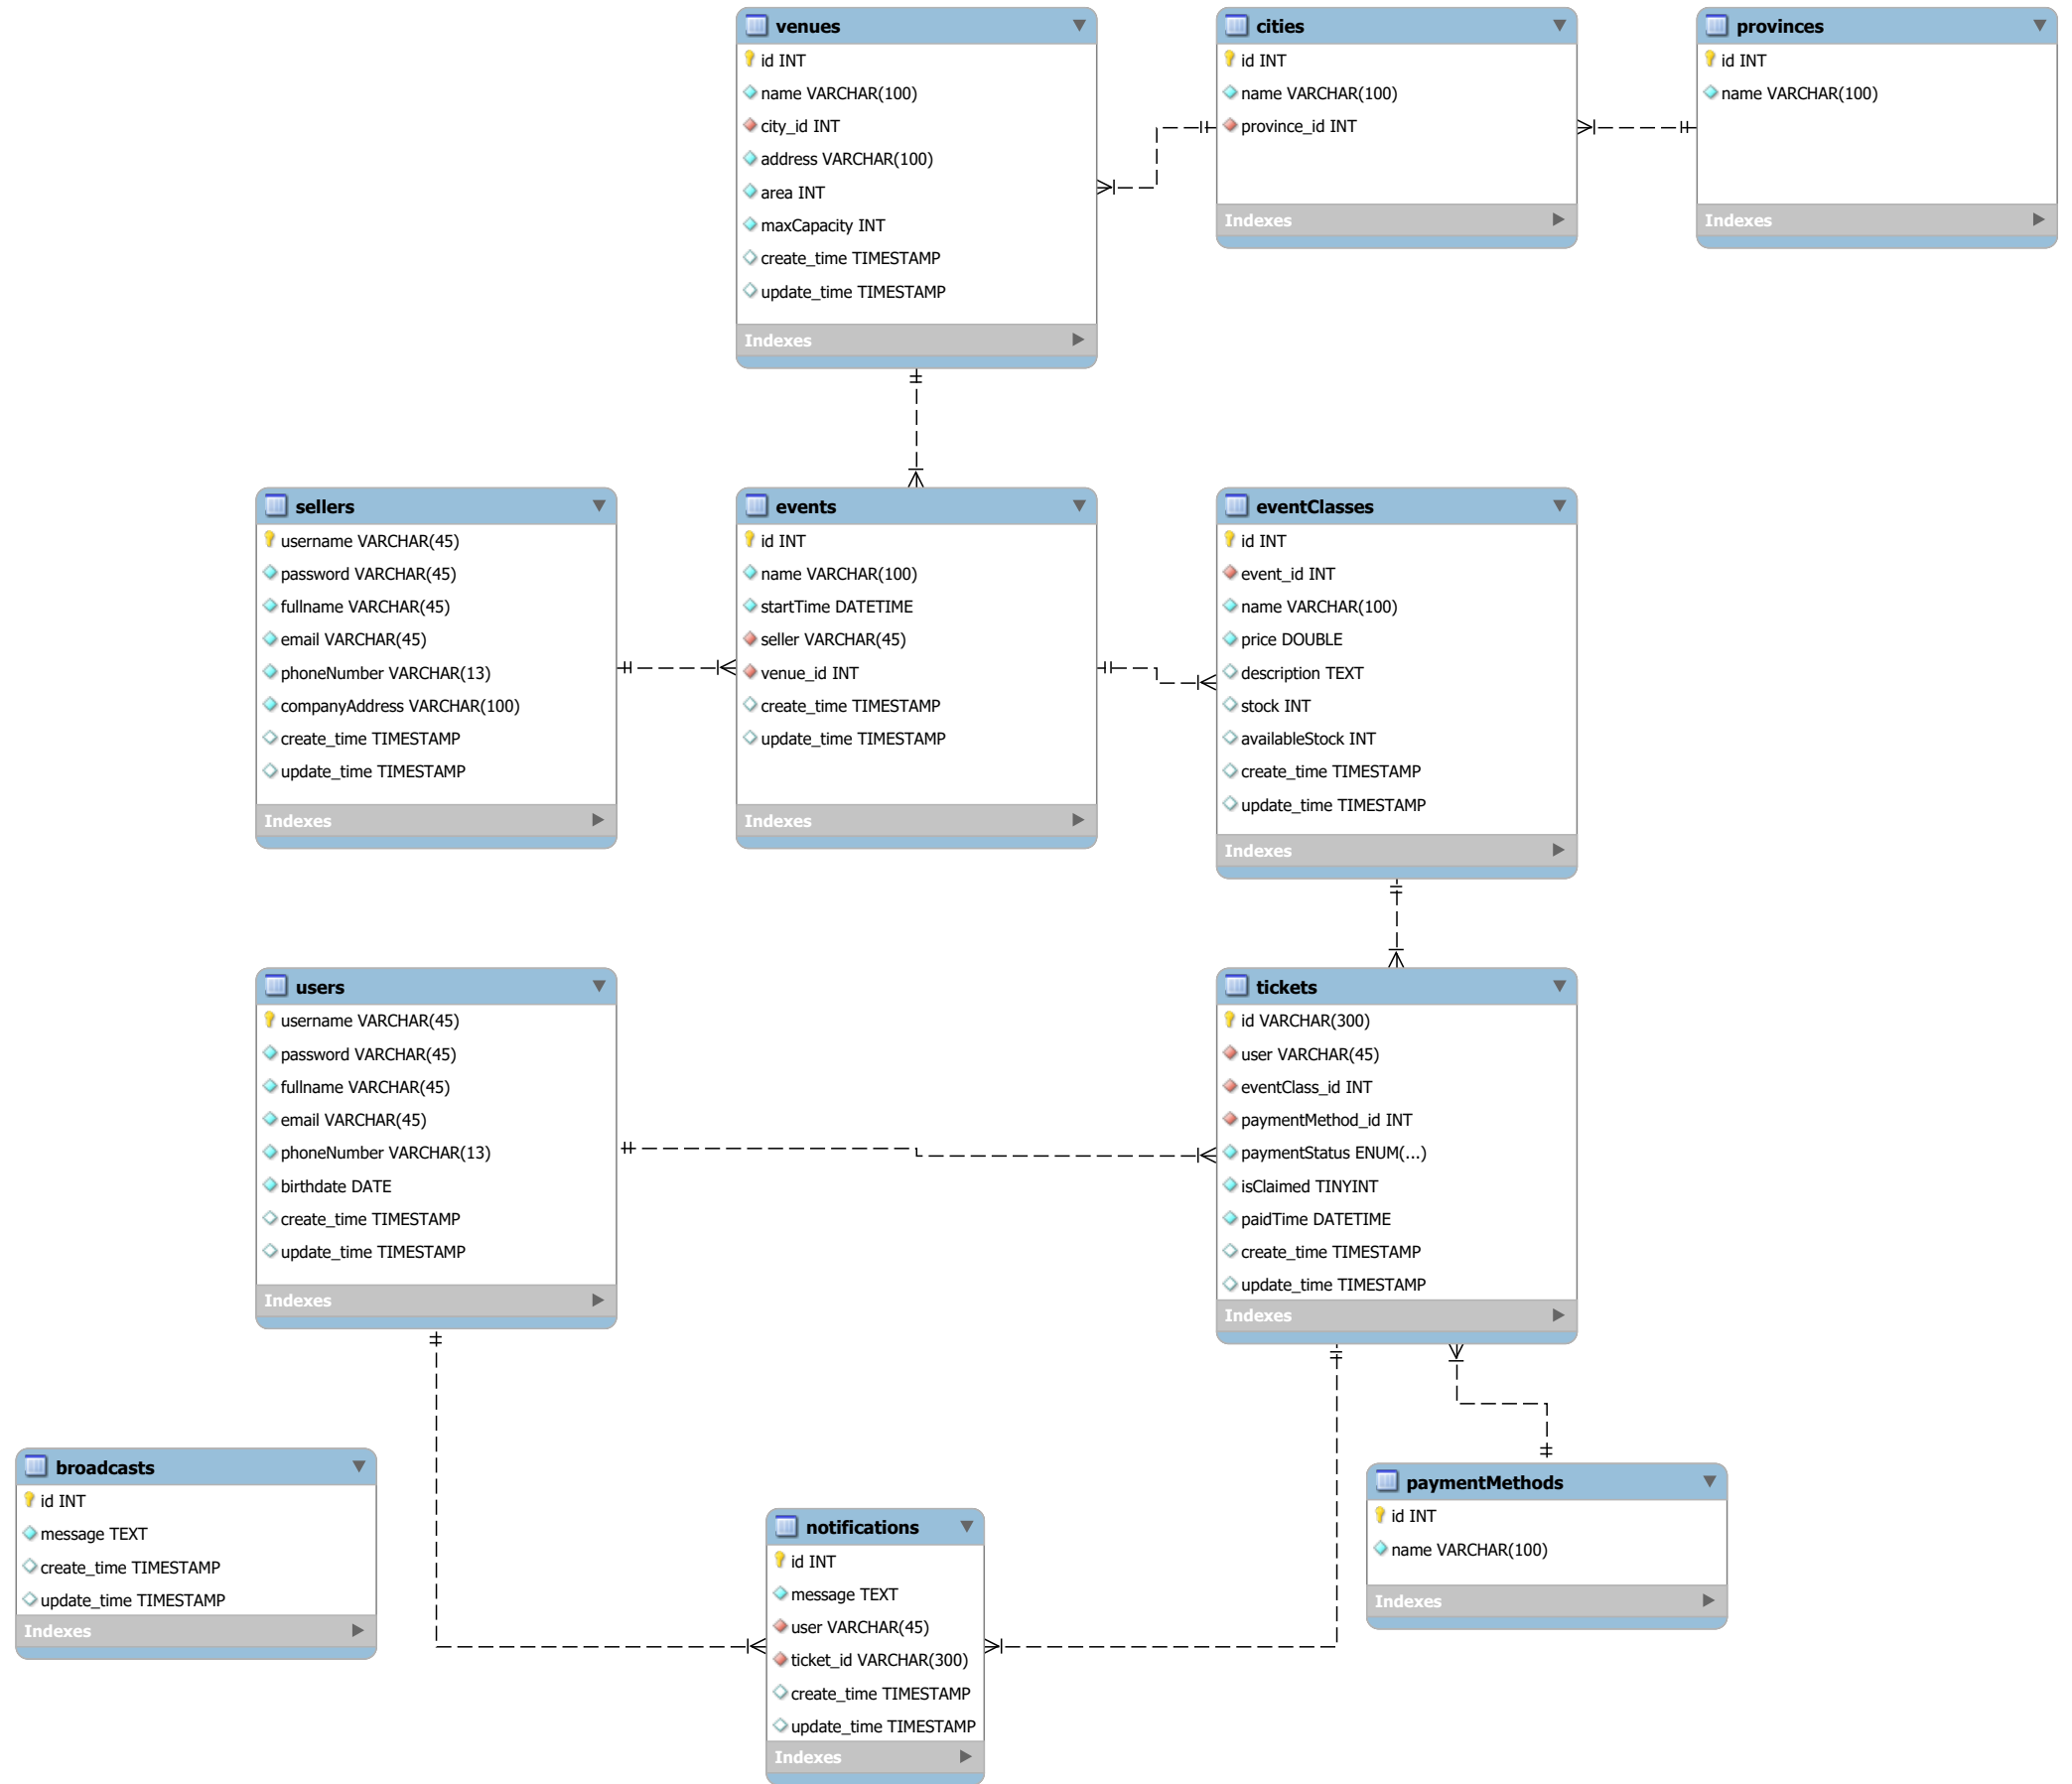 venues
id INT
name VARCHAR(100)
city_id INT
address VARCHAR(100)
area INT
maxCapacity INT
create_time TIMESTAMP
update_time TIMESTAMP
Indexes
cities
id INT
name VARCHAR(100)
province_id INT
Indexes
provinces
id INT
name VARCHAR(100)
Indexes
sellers
username VARCHAR(45)
password VARCHAR(45)
fullname VARCHAR(45)
email VARCHAR(45)
phoneNumber VARCHAR(13)
companyAddress VARCHAR(100)
create_time TIMESTAMP
update_time TIMESTAMP
Indexes
events
id INT
name VARCHAR(100)
startTime DATETIME
seller VARCHAR(45)
venue_id INT
create_time TIMESTAMP
update_time TIMESTAMP
Indexes
eventClasses
id INT
event_id INT
name VARCHAR(100)
price DOUBLE
description TEXT
stock INT
availableStock INT
create_time TIMESTAMP
update_time TIMESTAMP
Indexes
users
username VARCHAR(45)
password VARCHAR(45)
fullname VARCHAR(45)
email VARCHAR(45)
phoneNumber VARCHAR(13)
birthdate DATE
create_time TIMESTAMP
update_time TIMESTAMP
Indexes
tickets
id VARCHAR(300)
user VARCHAR(45)
eventClass_id INT
paymentMethod_id INT
paymentStatus ENUM(...)
isClaimed TINYINT
paidTime DATETIME
create_time TIMESTAMP
update_time TIMESTAMP
Indexes
broadcasts
id INT
message TEXT
create_time TIMESTAMP
update_time TIMESTAMP
Indexes
notifications
id INT
message TEXT
user VARCHAR(45)
ticket_id VARCHAR(300)
create_time TIMESTAMP
update_time TIMESTAMP
Indexes
paymentMethods
id INT
name VARCHAR(100)
Indexes